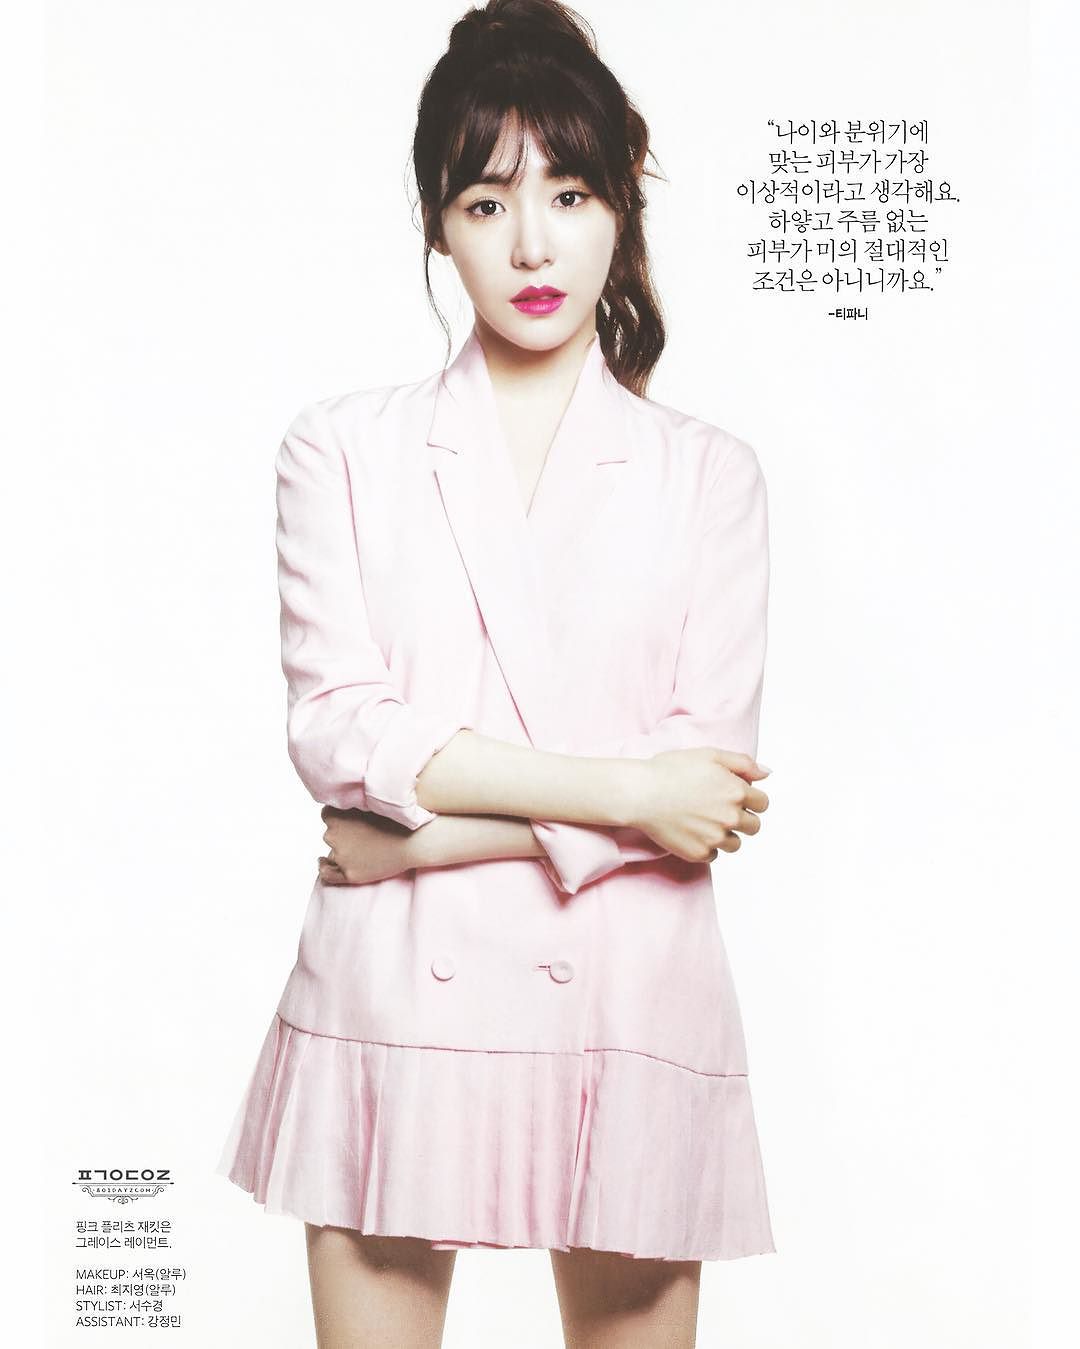 “나이와 분위기에
맞는 피부가 가장
이상적이라고 생각해요.
하얗고 주름 없는
피부가 미의 절대적인
조건은 아니니까요.”
-티파니
801DAYZCOM
핑크 플리츠 재킷은
그레이스 레이먼트.
MAKEUP: 서옥(알루)
HAIR: 최지영(알루)
STYLIST: 서수경
ASSISTANT: 강정민